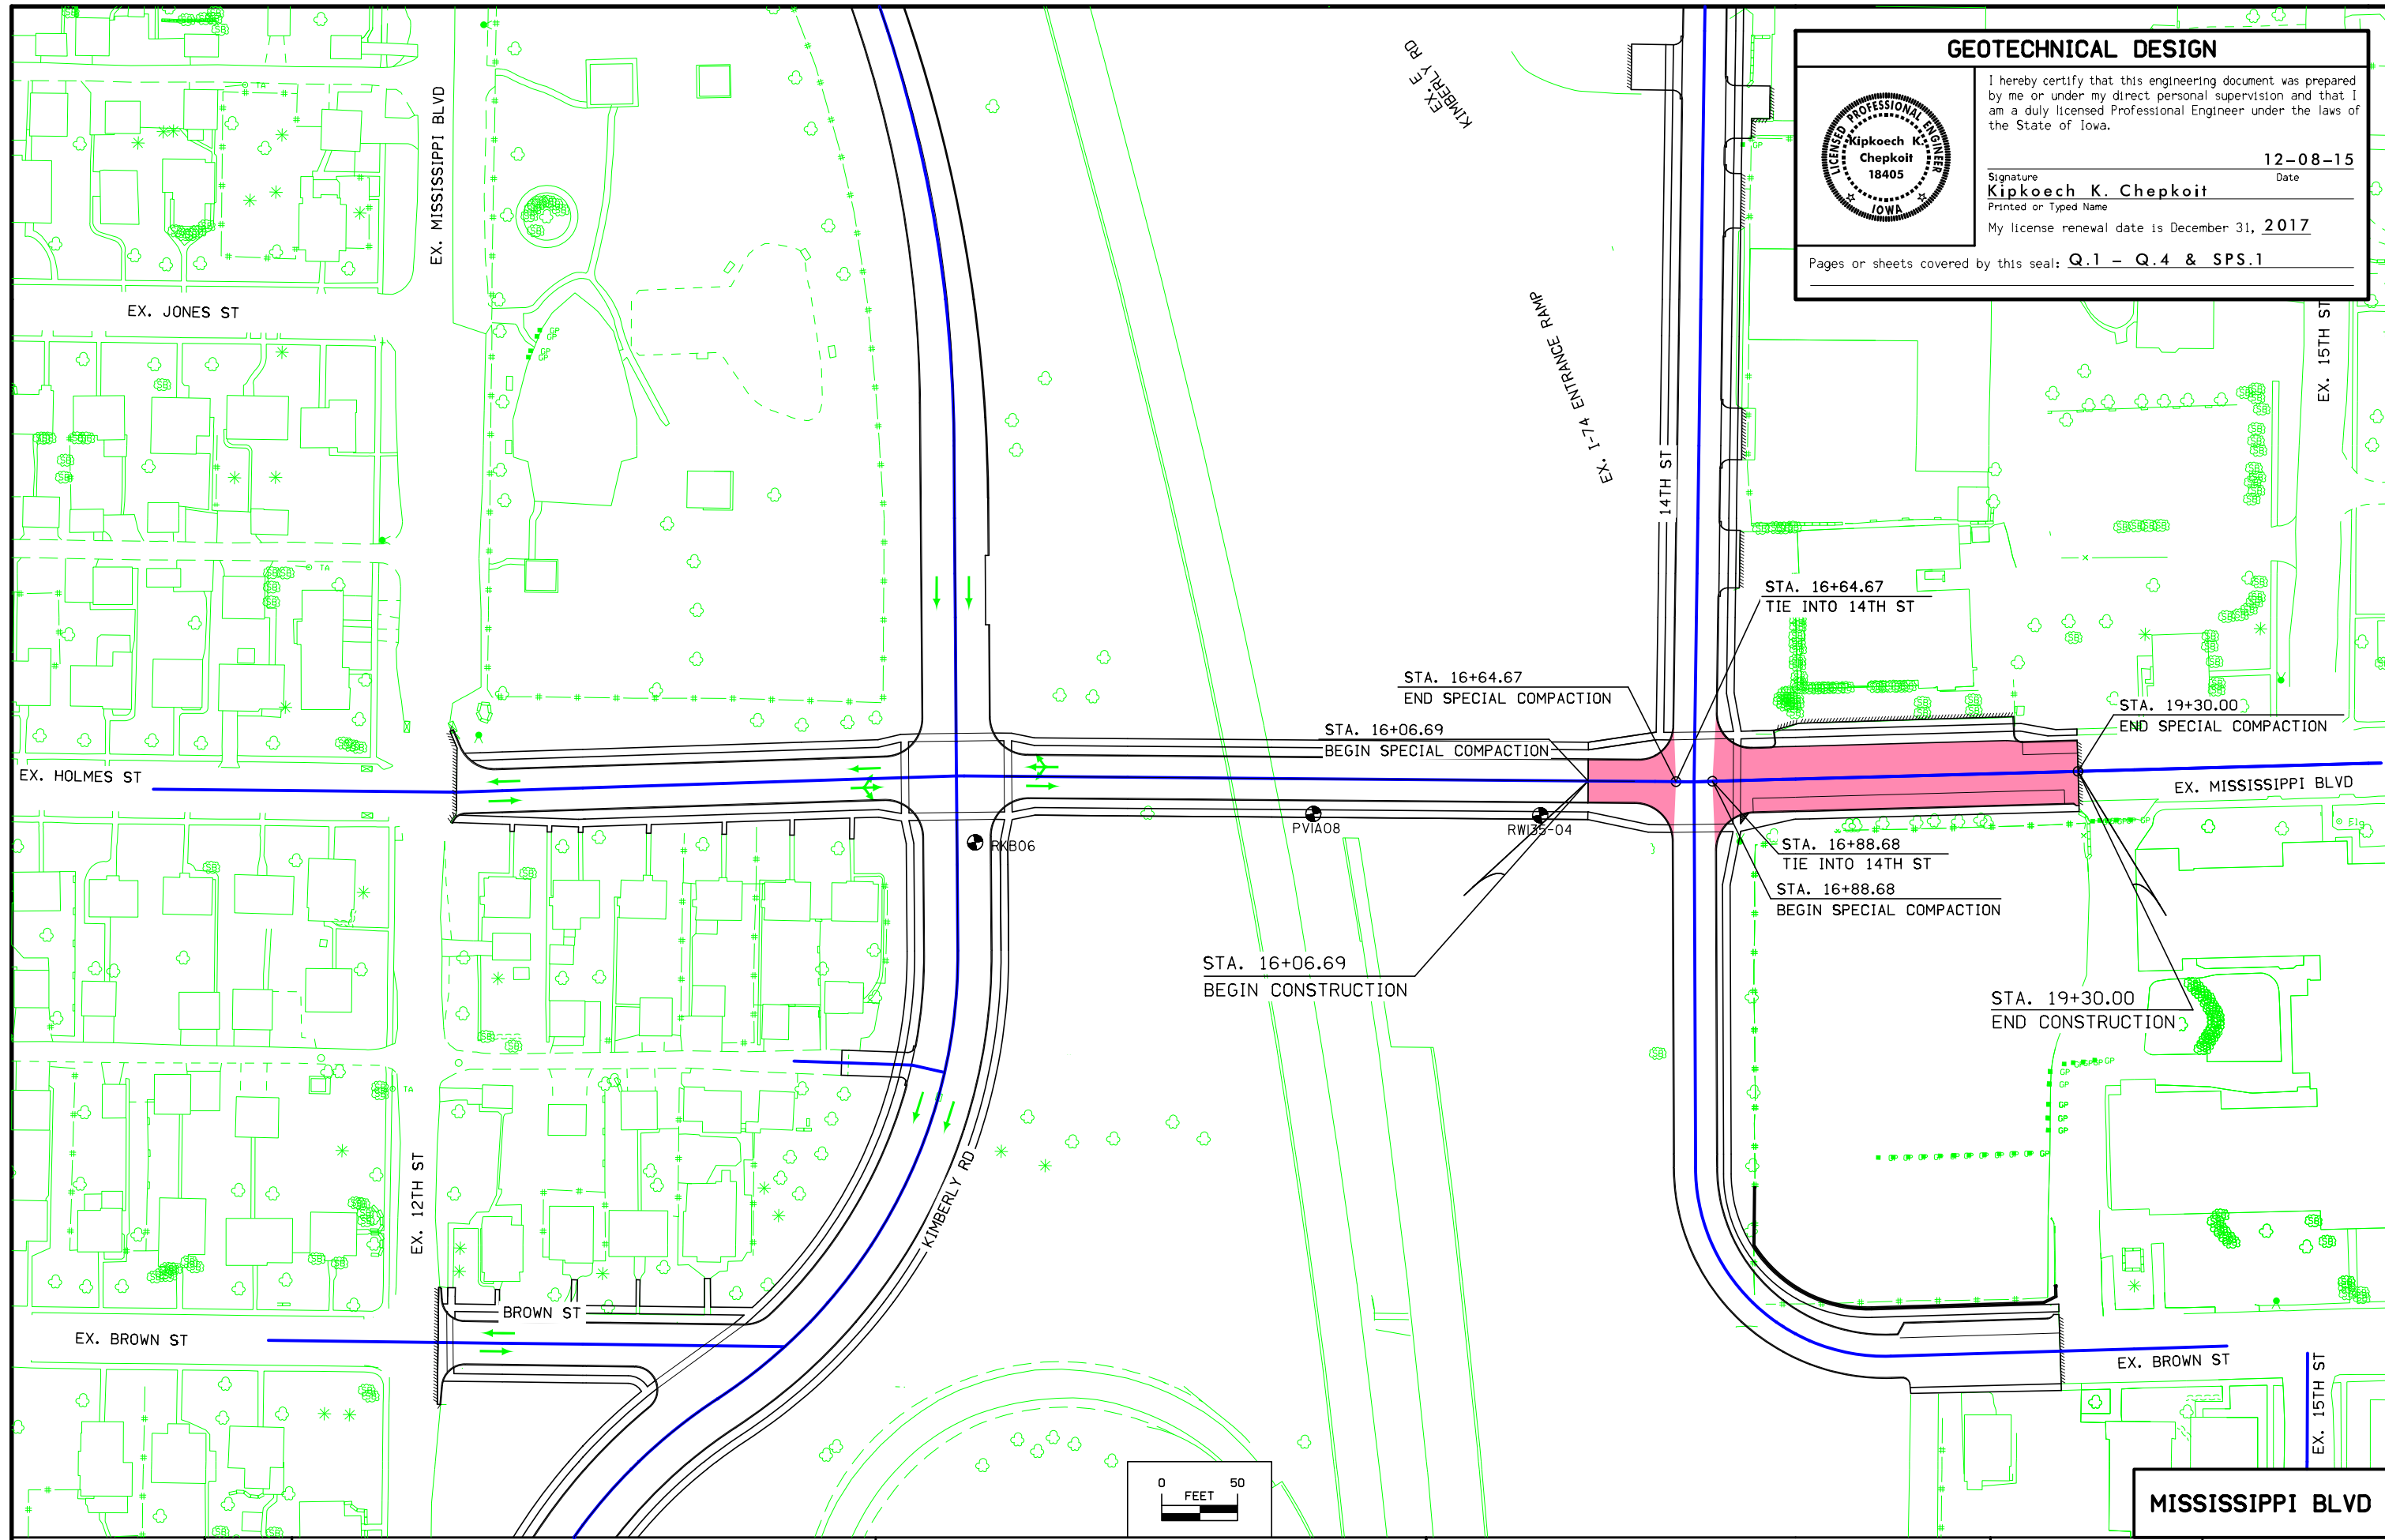 GEOTECHNICAL DESIGN
I hereby certify that this engineering document was prepared
by me or under my direct personal supervision and that I
am a duly licensed Professional Engineer under the laws of
the State of Iowa.
LICENSED PROFESSIONAL ENGINEER
Kipkoech K.
Chepkoit
18405
IOWA
12-08-15
Signature
Date
Kipkoech K. Chepkoit
Printed or Typed Name
My license renewal date is December 31, 2017
Pages or sheets covered by this seal: Q.1 - Q.4 & SPS.1
EX. MISSISSIPPI BLVD
EX. E
KIMBERLY RD
EX. JONES ST
EX. I-74 ENTRANCE RAMP
14TH ST
EX. 15TH ST
STA. 16+64.67
TIE INTO 14TH ST
STA. 16+64.67
END SPECIAL COMPACTION
STA. 16+06.69
BEGIN SPECIAL COMPACTION
STA. 19+30.00
END SPECIAL COMPACTION
EX. HOLMES ST
EX. MISSISSIPPI BLVD
PVIA08
RWI35-04
RKB06
STA. 16+88.68
TIE INTO 14TH ST
STA. 16+88.68
BEGIN SPECIAL COMPACTION
STA. 16+06.69
BEGIN CONSTRUCTION
STA. 19+30.00
END CONSTRUCTION
EX. 12TH ST
KIMBERLY RD
BROWN ST
EX. BROWN ST
EX. BROWN ST
EX. 15TH ST
0 50
FEET
MISSISSIPPI BLVD